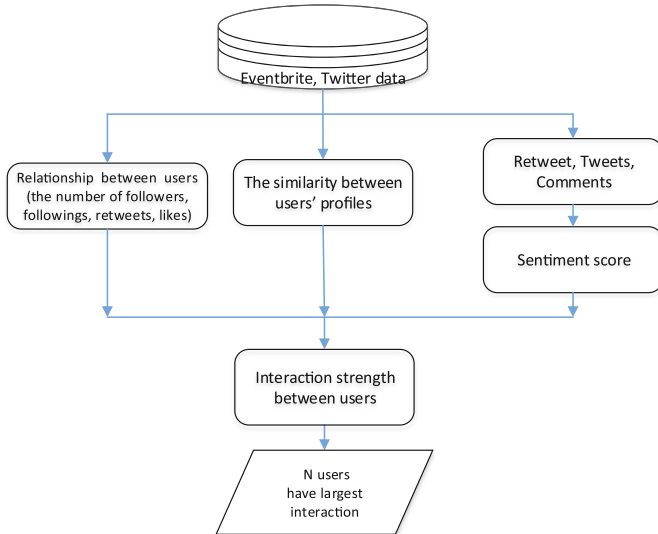 Eventbrite, Twitter data
Relationship between users
(the number of followers,
followings, retweets, likes)
The similarity between
users’ profiles
Retweet, Tweets,
Comments
Sentiment score
Interaction strength
between users
N users
have largest
interaction